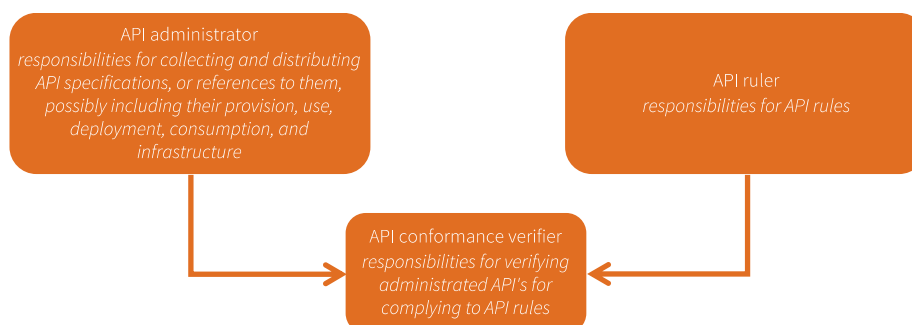 API administrator
responsibilities for collecting and distributing
API specifications, or references to them,
possibly including their provision, use,
deployment, consumption, and
infrastructure
API ruler
responsibilities for API rules
API conformance verifier
responsibilities for verifying
administrated API's for
complying to API rules